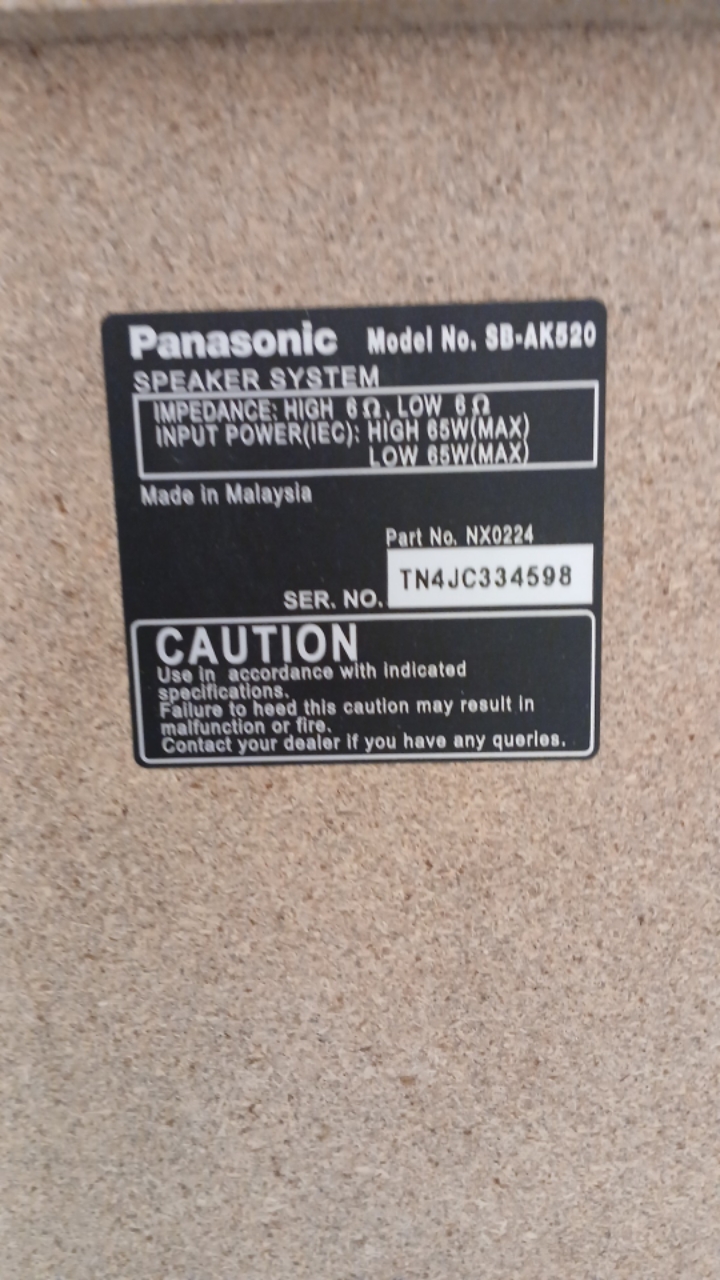 Panasonic Model No. SB-AK520
SPEAKER SYSTEM
IMPEDANCE: HIGH 6Ω, LOW 6Ω
INPUT POWER(IEC): HIGH 65W(MAX)
LOW 65W(MAX)
Made in Malaysia
Part No. NX0224
SER. NO. TN4JC334598
CAUTION
Use in accordance with indicated
specifications.
Failure to heed this caution may result in
malfunction or fire.
Contact your dealer if you have any queries.